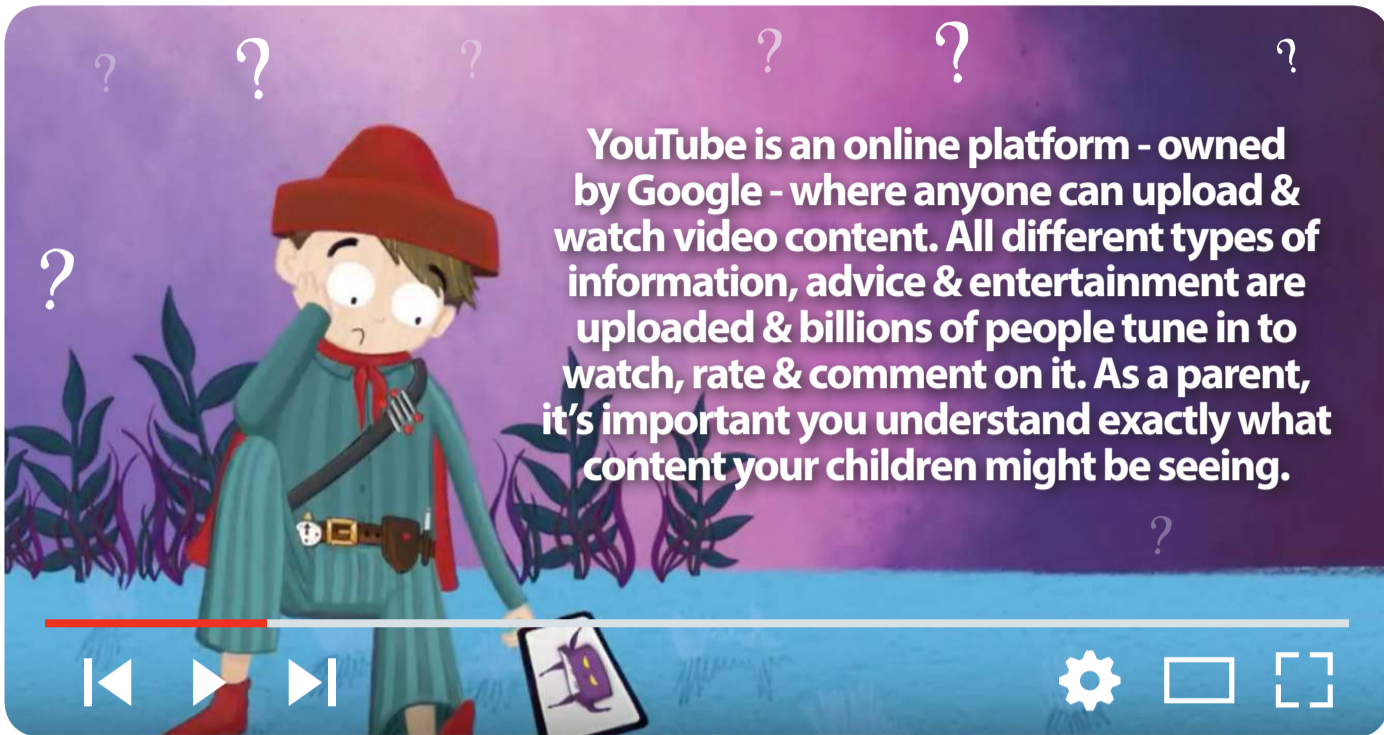 YouTube is an online platform - owned
by Google - where anyone can upload &
watch video content. All different types of
information, advice & entertainment are
uploaded & billions of people tune in to
watch, rate & comment on it. As a parent,
it’s important you understand exactly what
content your children might be seeing.